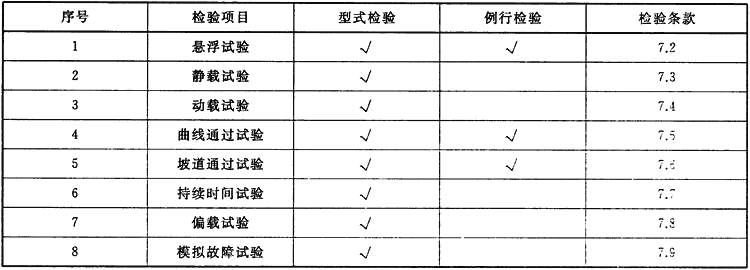 序号 检验项目 型式检验 例行检验 检验条款
1 悬浮试验 √ √ 7.2
2 静载试验 √ 7.3
3 动载试验 √ 7.4
4 曲线通过试验 √ √ 7.5
5 坡道通过试验 √ √ 7.6
6 持续时间试验 √ 7.7
7 偏载试验 √ 7.8
8 模拟故障试验 √ 7.9